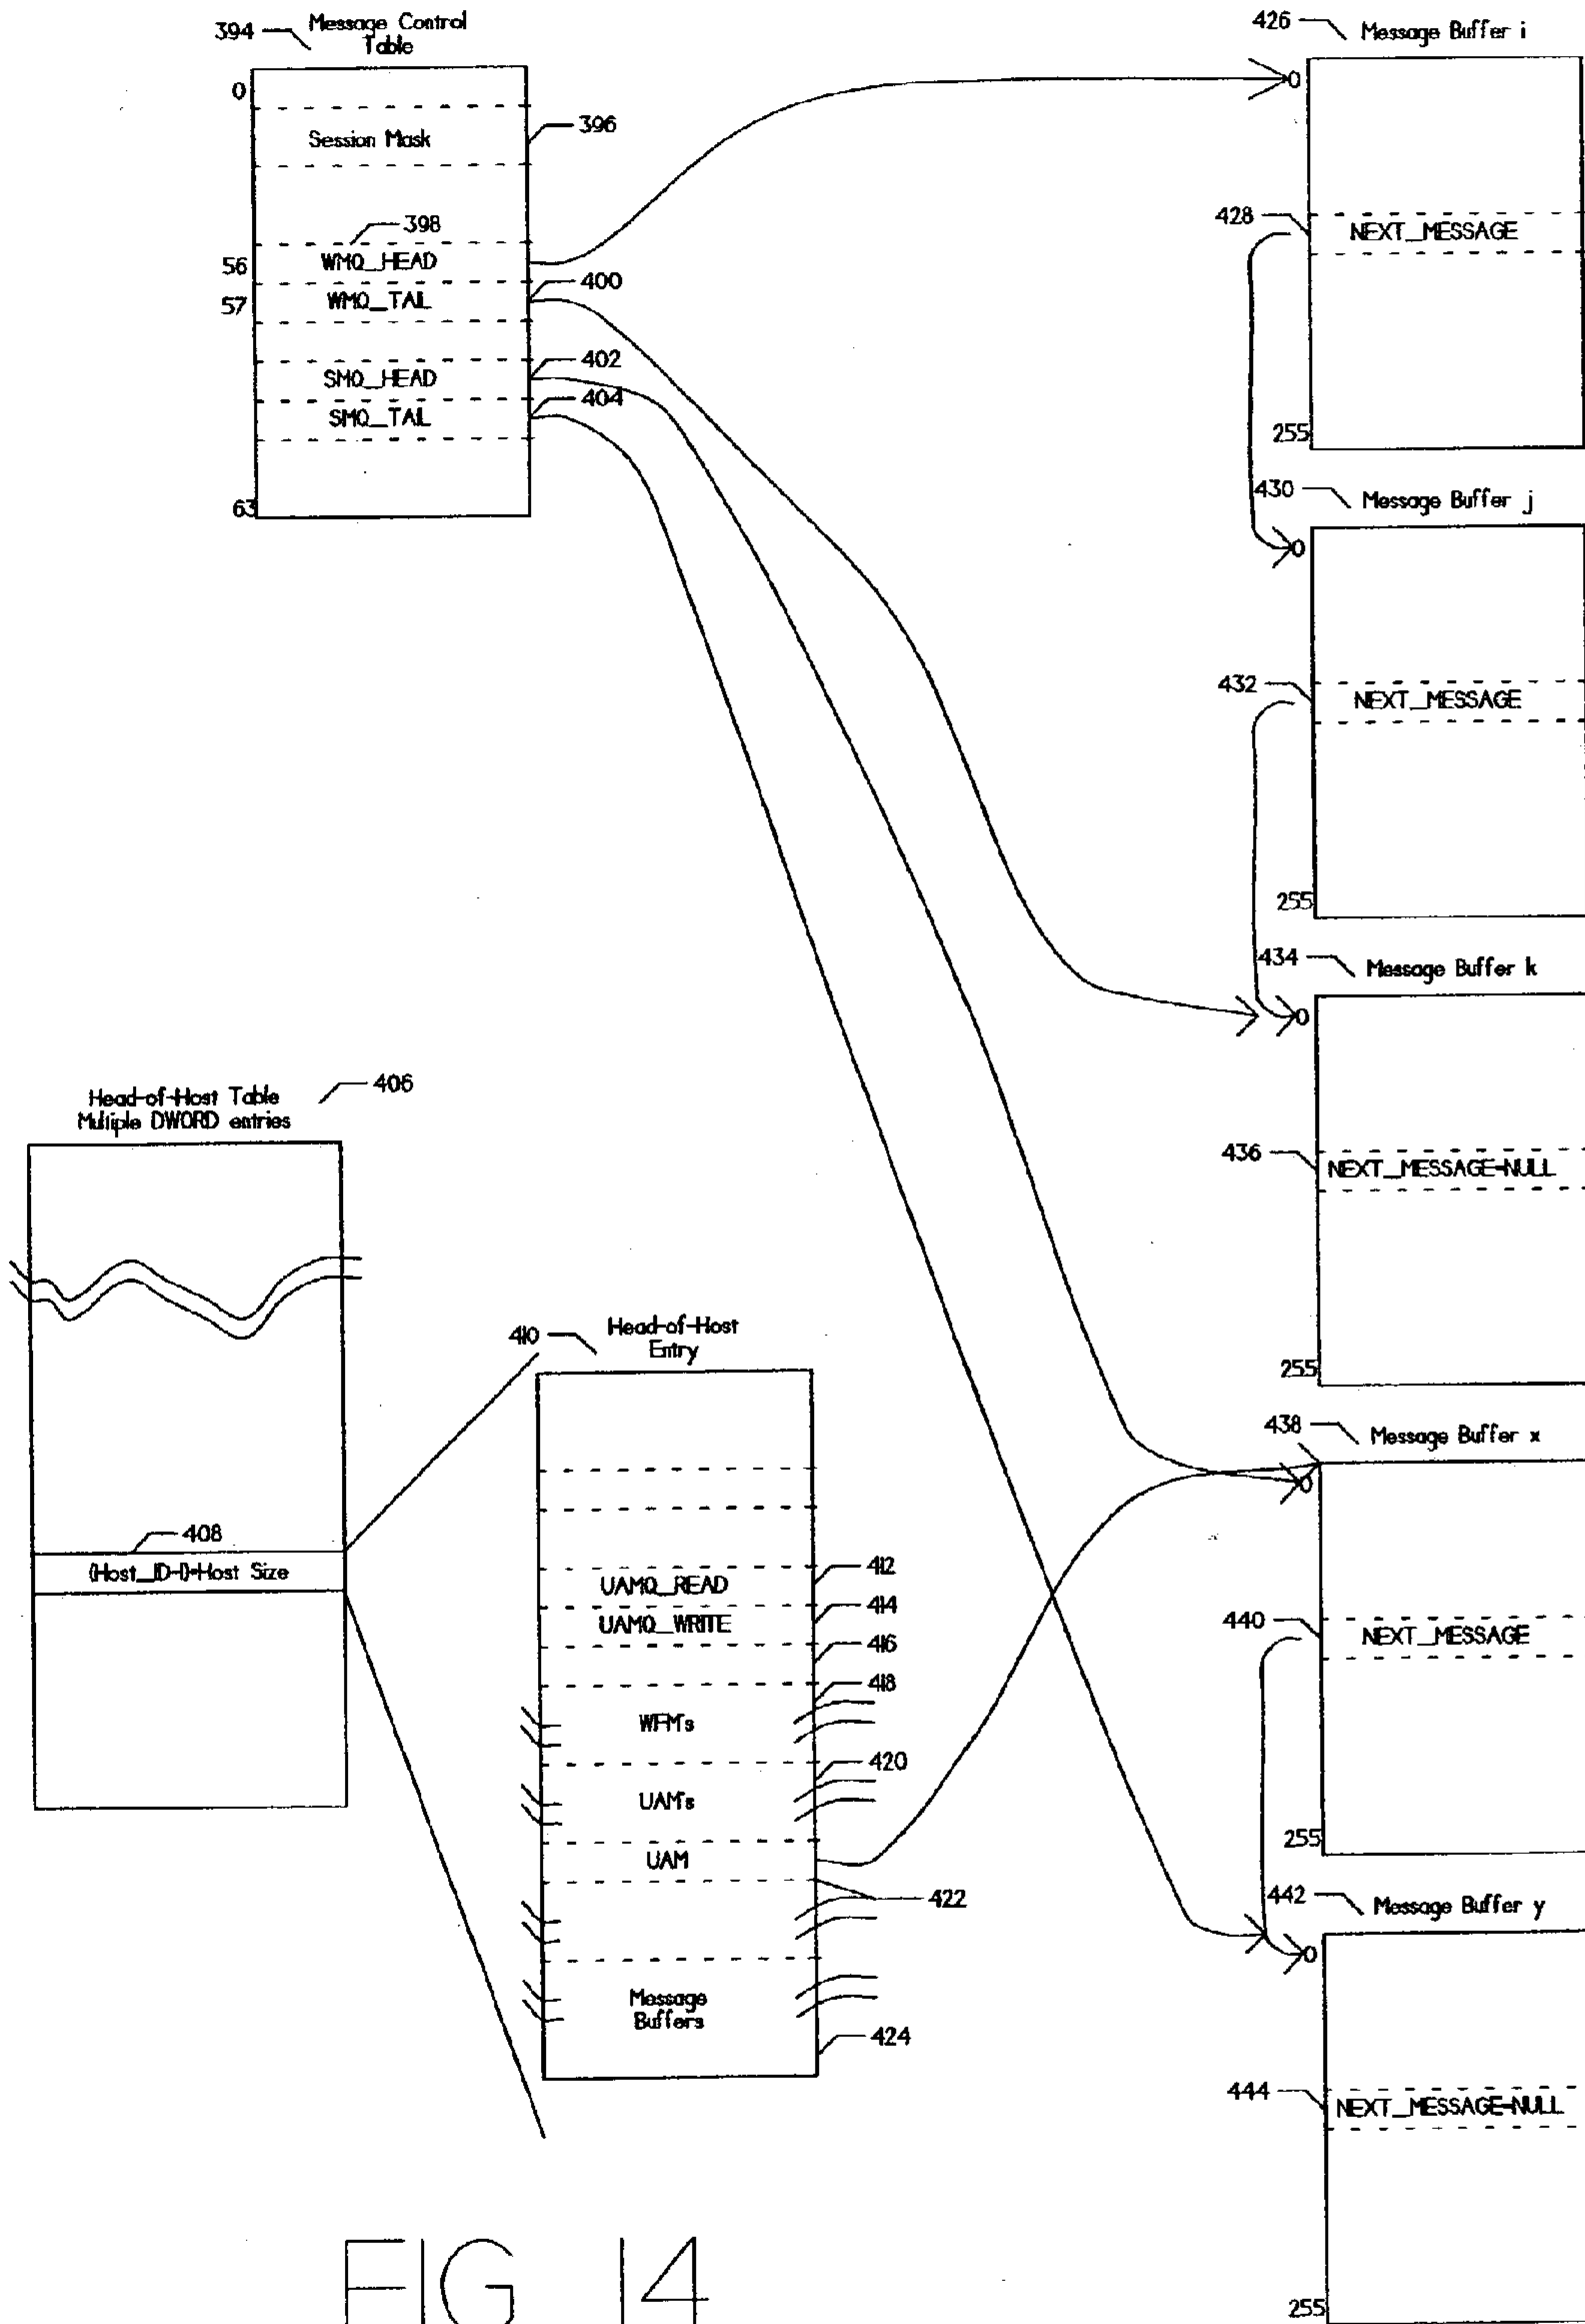 394
Message Control
Table
0
Session Mask
396
398
56
WMQ_HEAD
400
57
WMQ_TAIL
402
SMQ_HEAD
404
SMQ_TAIL
63
426
Message Buffer i
0
428
NEXT_MESSAGE
255
430
Message Buffer j
0
432
NEXT_MESSAGE
255
434
Message Buffer k
0
436
NEXT_MESSAGE=NULL
255
438
Message Buffer x
0
440
NEXT_MESSAGE
255
442
Message Buffer y
0
444
NEXT_MESSAGE=NULL
255
Head-of-Host Table
Multiple DWORD entries
406
408
(Host_ID-1)*Host Size
410
Head-of-Host
Entry
412
UAMQ_READ
414
UAMQ_WRITE
416
418
WFM's
420
UAM's
UAM
422
Message
Buffers
424
FIG 14